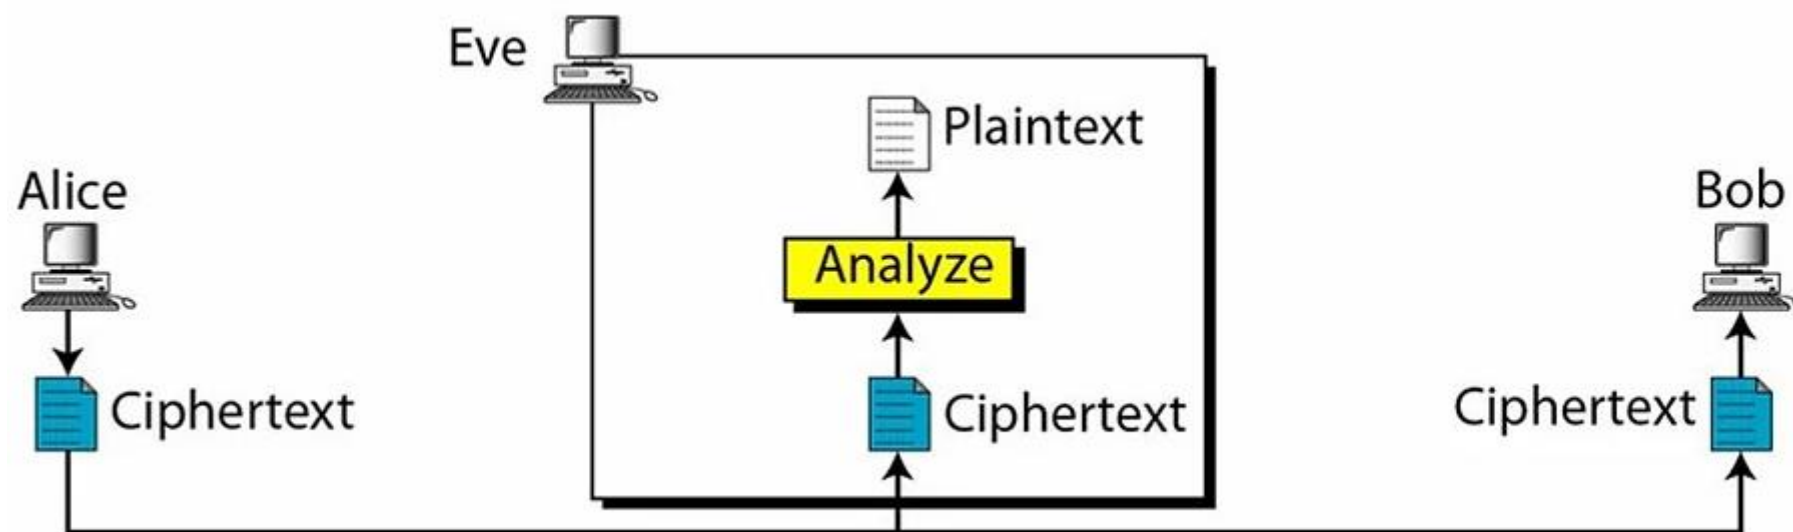 Eve
Plaintext
Alice
Bob
Analyze
Ciphertext
Ciphertext
Ciphertext